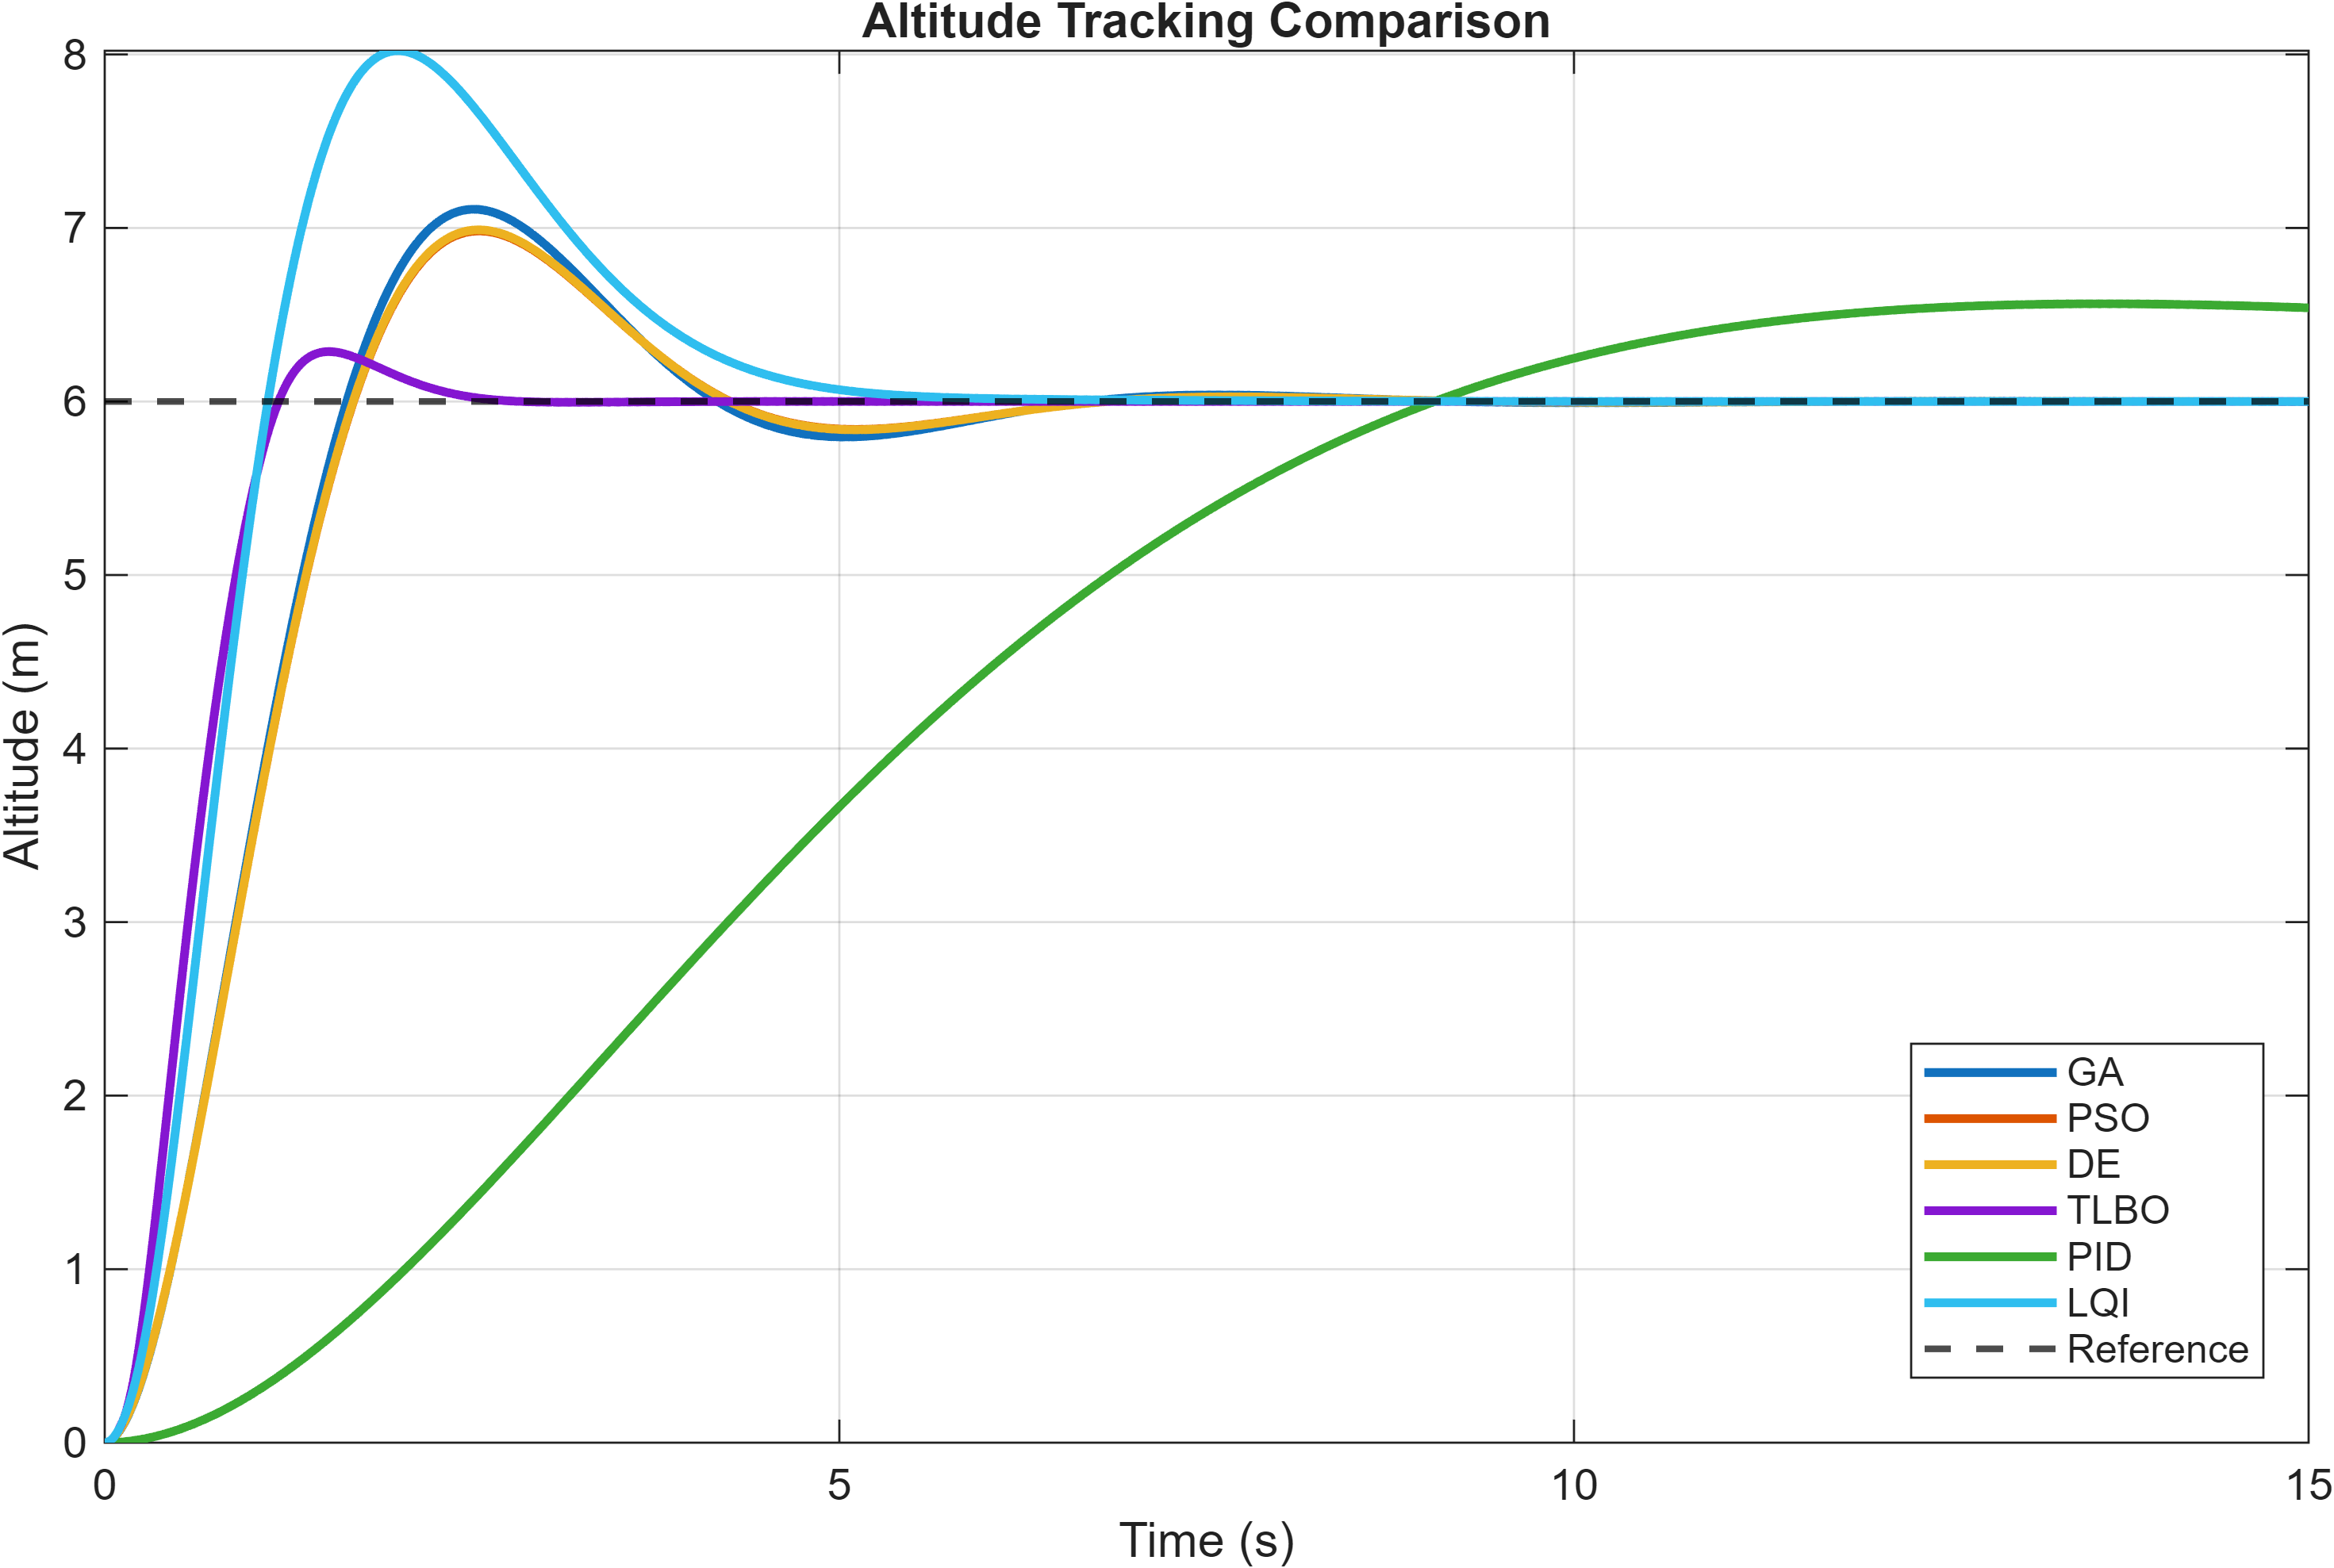 Altitude Tracking Comparison
8
7
6
5
4
3
2
1
0
Altitude (m)
0 5 10 15
Time (s)
GA
PSO
DE
TLBO
PID
LQI
Reference